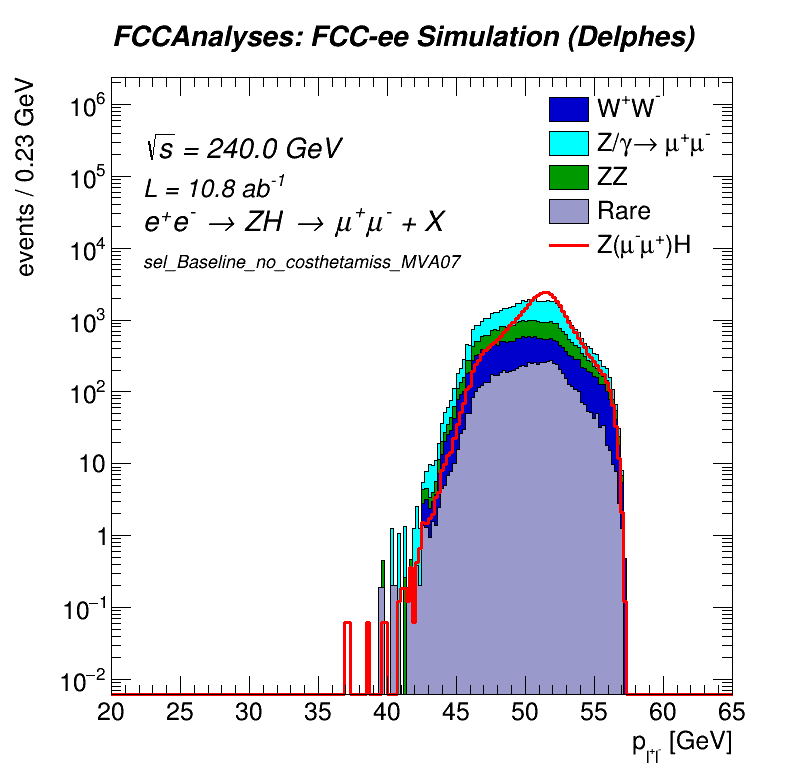 FCCAnalyses: FCC-ee Simulation (Delphes)
events / 0.23 GeV
10⁶
10⁵
10⁴
10³
10²
10
1
10⁻¹
10⁻²
√s = 240.0 GeV
L = 10.8 ab⁻¹
e⁺e⁻ → ZH → μ⁺μ⁻ + X
sel_Baseline_no_costhetamiss_MVA07
W⁺W⁻
Z/γ→ μ⁺μ⁻
ZZ
Rare
Z(μ⁻μ⁺)H
20 25 30 35 40 45 50 55 60 65
p_l⁺l⁻ [GeV]